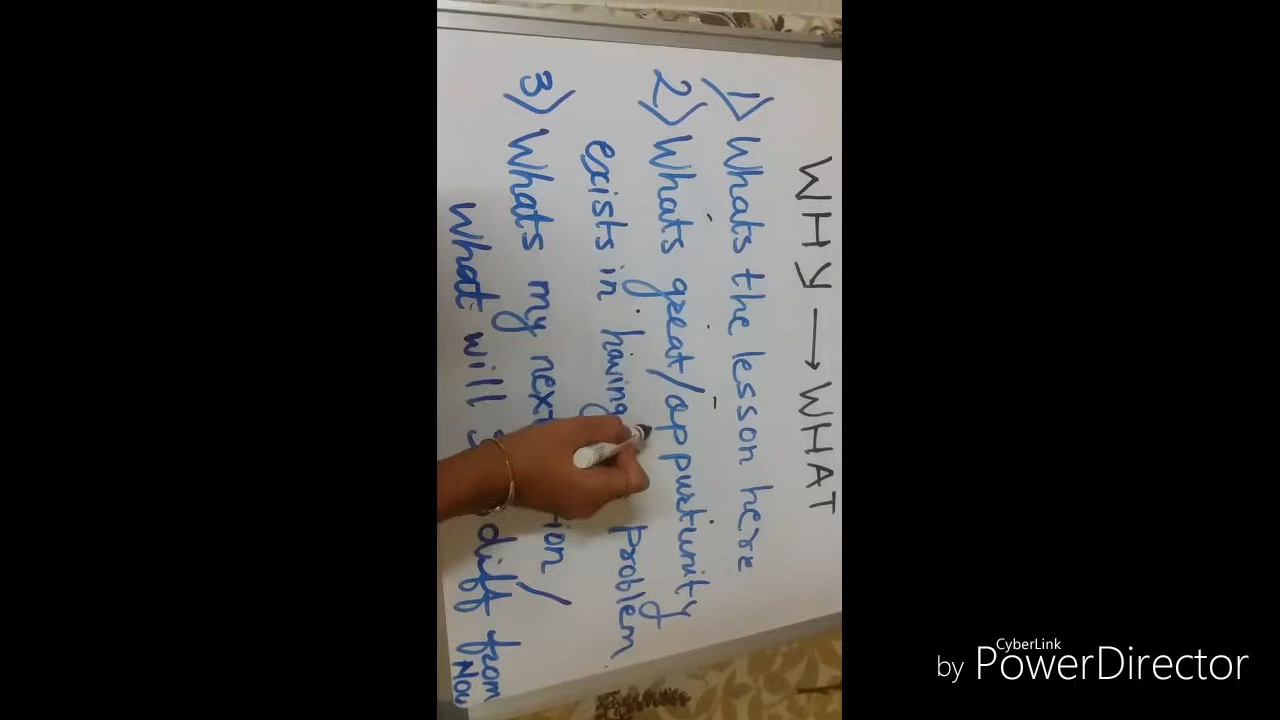 WHY → WHAT
1) Whats the lesson here
2) Whats great/oppurtunity
exists in having problem
3) Whats my next
What will diff from
Now
CyberLink
by PowerDirector